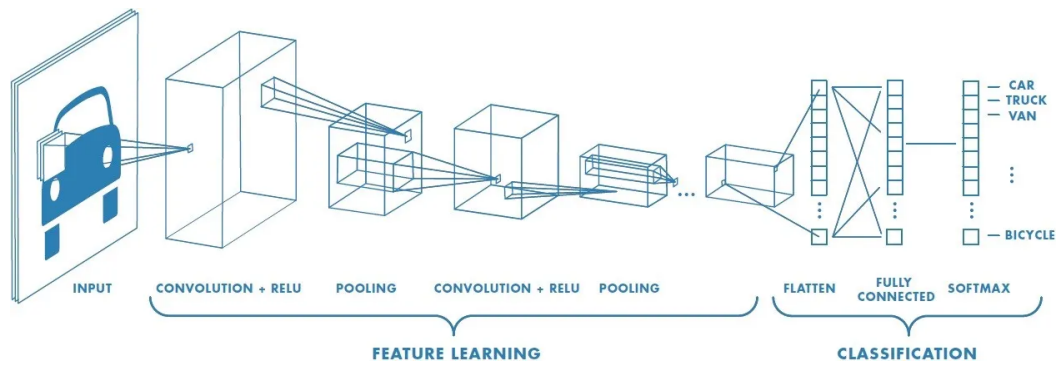 CAR
TRUCK
VAN
BICYCLE
INPUT
CONVOLUTION + RELU
POOLING
CONVOLUTION + RELU
POOLING
FLATTEN
FULLY
CONNECTED
SOFTMAX
FEATURE LEARNING
CLASSIFICATION